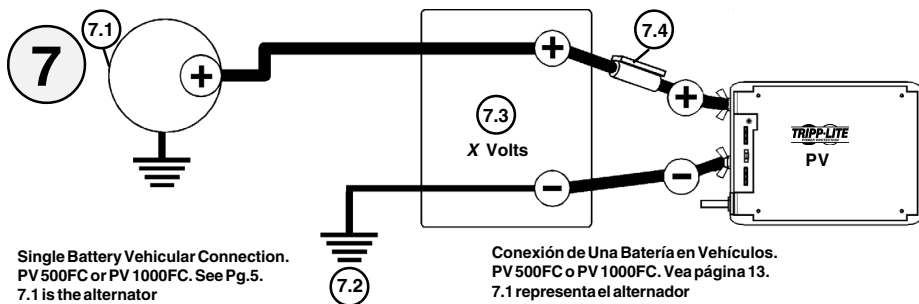 7
7.1
+
+
7.4
+
7.3
X Volts
TRIPP·LITE
PV
−
−
7.2
Single Battery Vehicular Connection.
PV 500FC or PV 1000FC. See Pg.5.
7.1 is the alternator
Conexión de Una Batería en Vehículos.
PV 500FC o PV 1000FC. Vea página 13.
7.1 representa el alternador